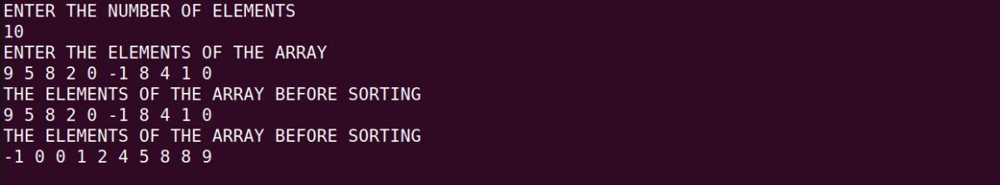 ENTER THE NUMBER OF ELEMENTS
10
ENTER THE ELEMENTS OF THE ARRAY
9 5 8 2 0 -1 8 4 1 0
THE ELEMENTS OF THE ARRAY BEFORE SORTING
9 5 8 2 0 -1 8 4 1 0
THE ELEMENTS OF THE ARRAY BEFORE SORTING
-1 0 0 1 2 4 5 8 8 9